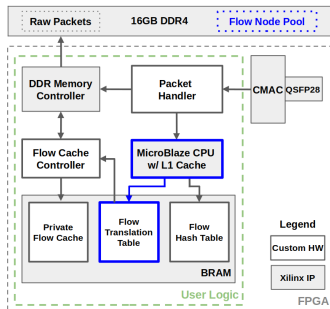 Raw Packets
16GB DDR4
Flow Node Pool
DDR Memory
Controller
Packet
Handler
CMAC
QSFP28
Flow Cache
Controller
MicroBlaze CPU
w/ L1 Cache
Private
Flow Cache
Flow
Translation
Table
Flow
Hash Table
BRAM
User Logic
Legend
Custom HW
Xilinx IP
FPGA